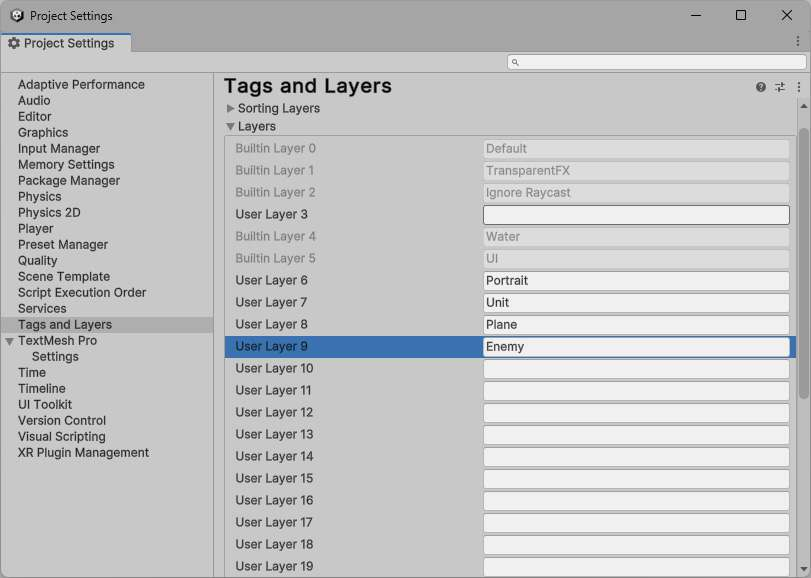 Project Settings
Project Settings
Adaptive Performance
Audio
Editor
Graphics
Input Manager
Memory Settings
Package Manager
Physics
Physics 2D
Player
Preset Manager
Quality
Scene Template
Script Execution Order
Services
Tags and Layers
TextMesh Pro
Settings
Time
Timeline
UI Toolkit
Version Control
Visual Scripting
XR Plugin Management
Tags and Layers
Sorting Layers
Layers
Builtin Layer 0 Default
Builtin Layer 1 TransparentFX
Builtin Layer 2 Ignore Raycast
User Layer 3
Builtin Layer 4 Water
Builtin Layer 5 UI
User Layer 6 Portrait
User Layer 7 Unit
User Layer 8 Plane
User Layer 9 Enemy
User Layer 10
User Layer 11
User Layer 12
User Layer 13
User Layer 14
User Layer 15
User Layer 16
User Layer 17
User Layer 18
User Layer 19